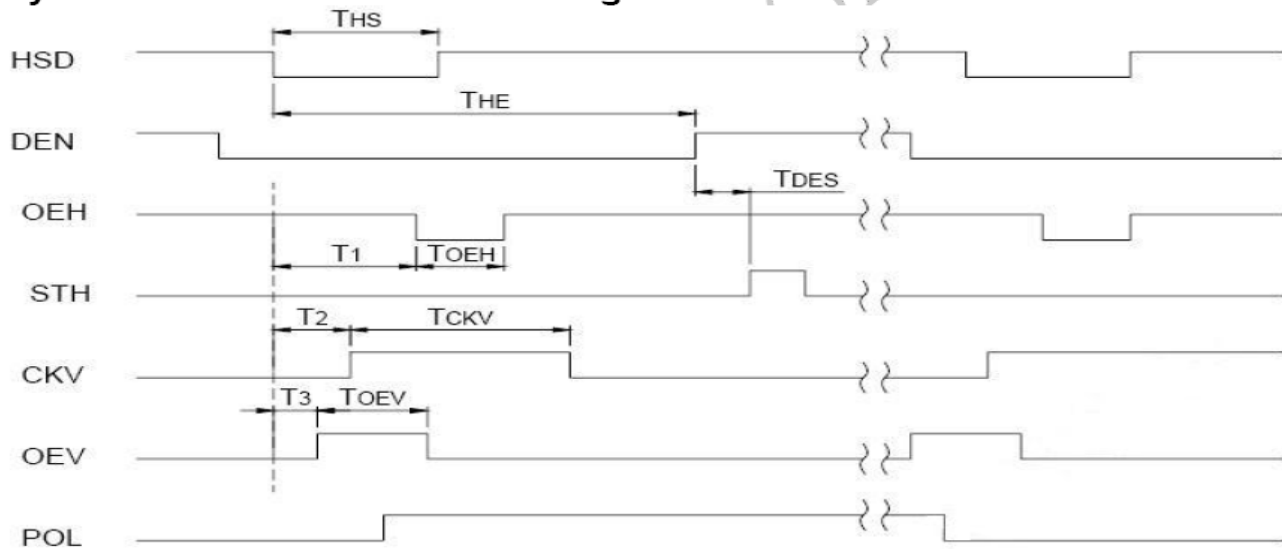 THS
HSD
THE
DEN
TDES
OEH
T1 TOEH
STH
T2 TCKV
CKV
T3 TOEV
OEV
POL